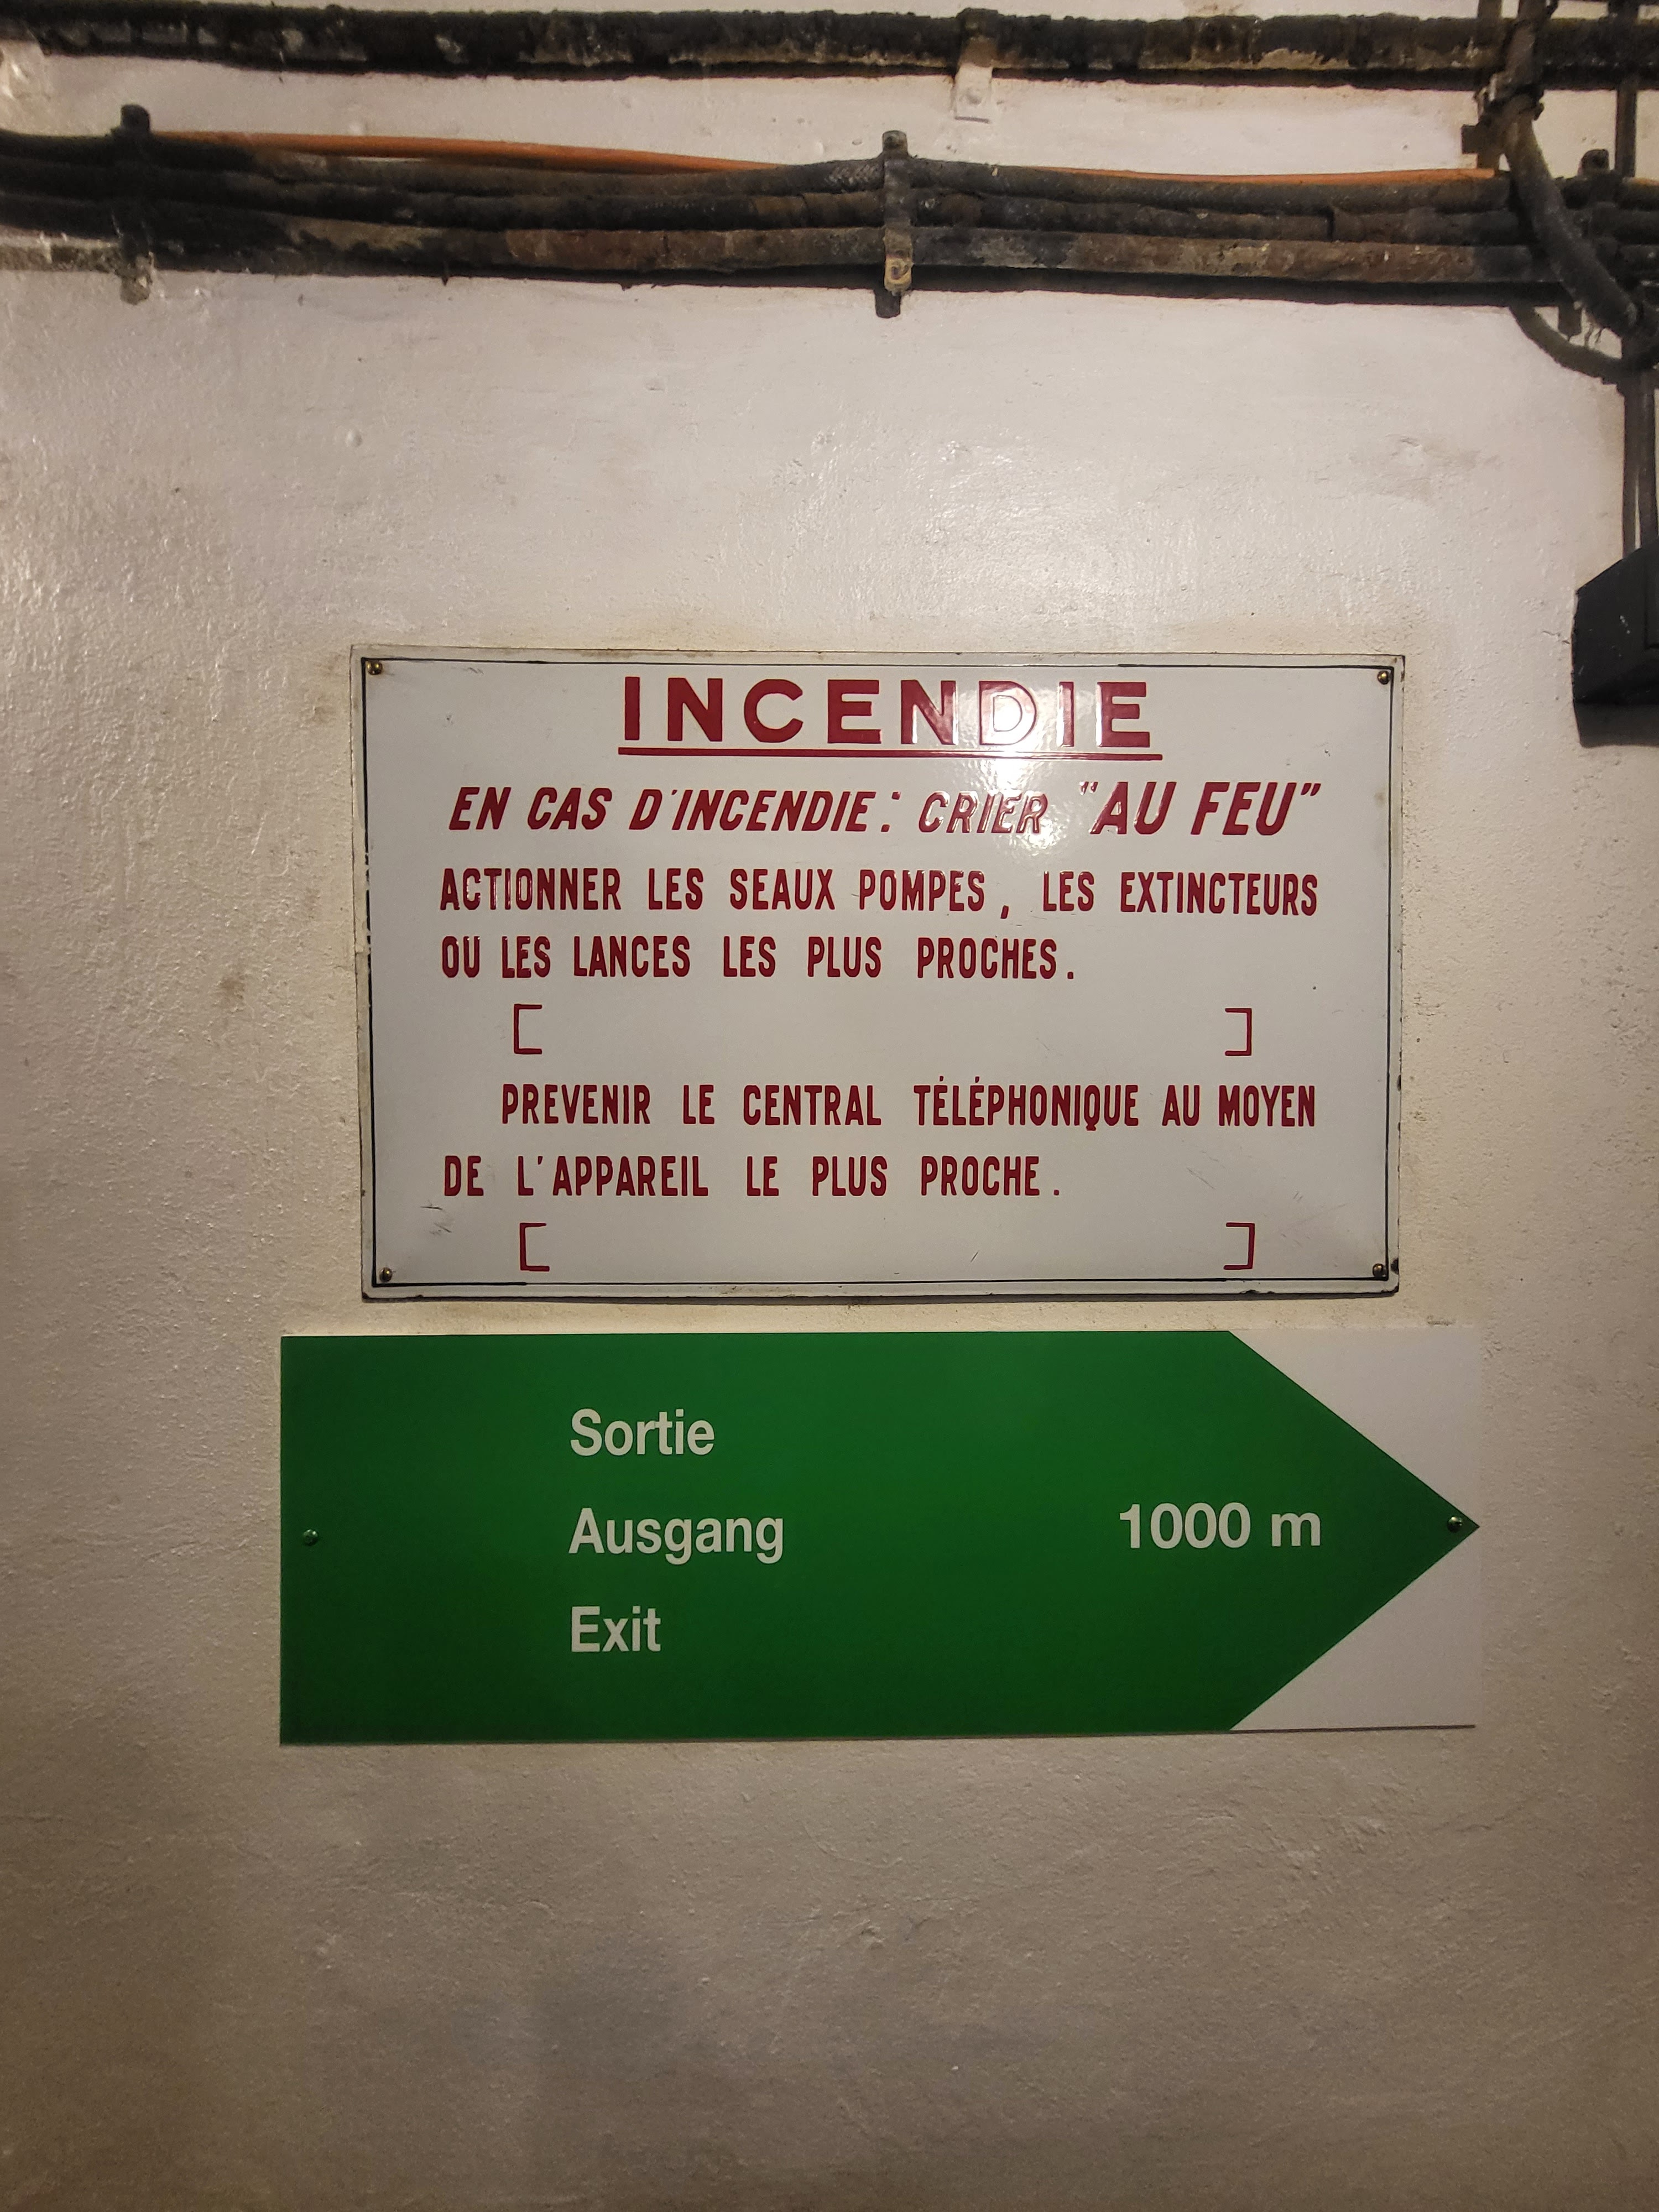 INCENDIE
EN CAS D'INCENDIE: CRIER "AU FEU"
ACTIONNER LES SEAUX POMPES, LES EXTINCTEURS
OU LES LANCES LES PLUS PROCHES.
[ ]
PREVENIR LE CENTRAL TÉLÉPHONIQUE AU MOYEN
DE L'APPAREIL LE PLUS PROCHE.
[ ]
Sortie
Ausgang 1000 m
Exit